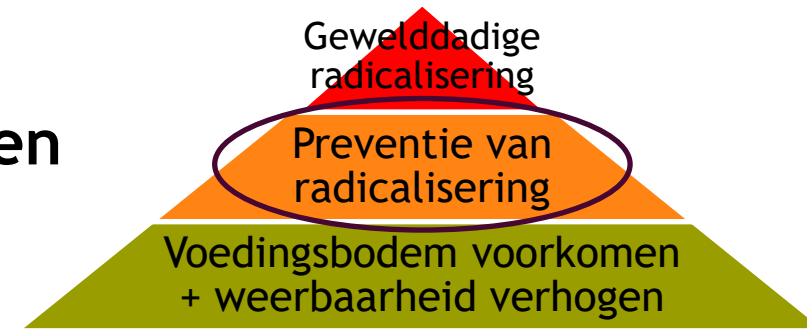 Gewelddadige
radicalisering
en
Preventie van
radicalisering
Voedingsbodem voorkomen
+ weerbaarheid verhogen